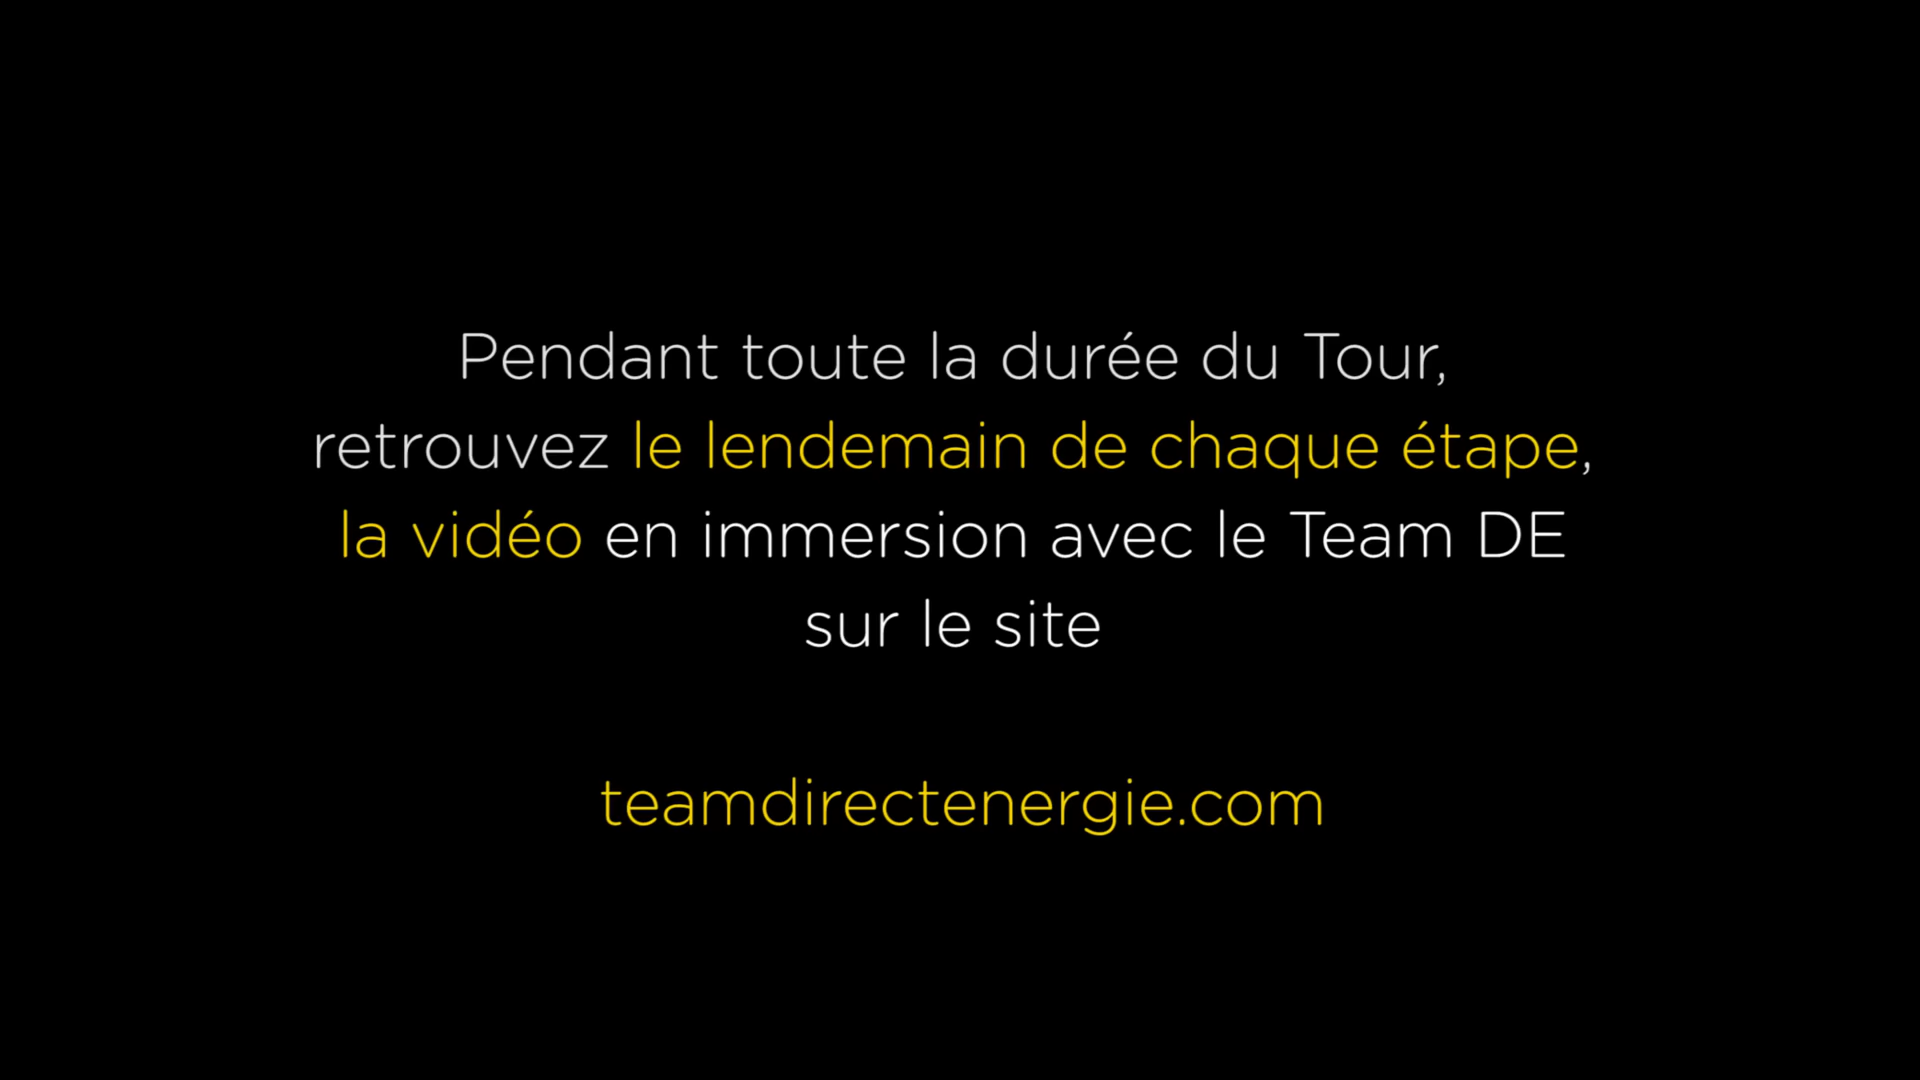 Pendant toute la durée du Tour,
retrouvez le lendemain de chaque étape,
la vidéo en immersion avec le Team DE
sur le site
teamdirectenergie.com